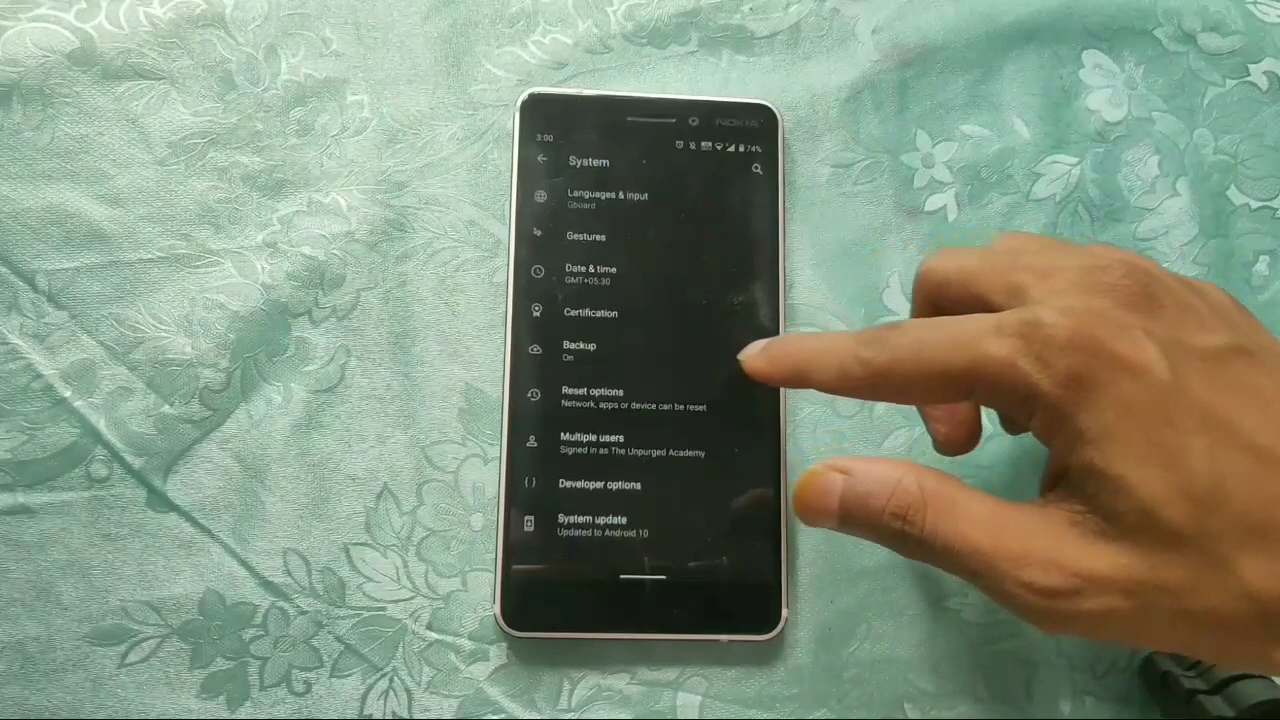 NOKIA
3:00
74%
System
Languages & input
Gboard
Gestures
Date & time
GMT+05:30
Certification
Backup
On
Reset options
Network, apps or device can be reset
Multiple users
Signed in as The Unpurged Academy
Developer options
System update
Updated to Android 10